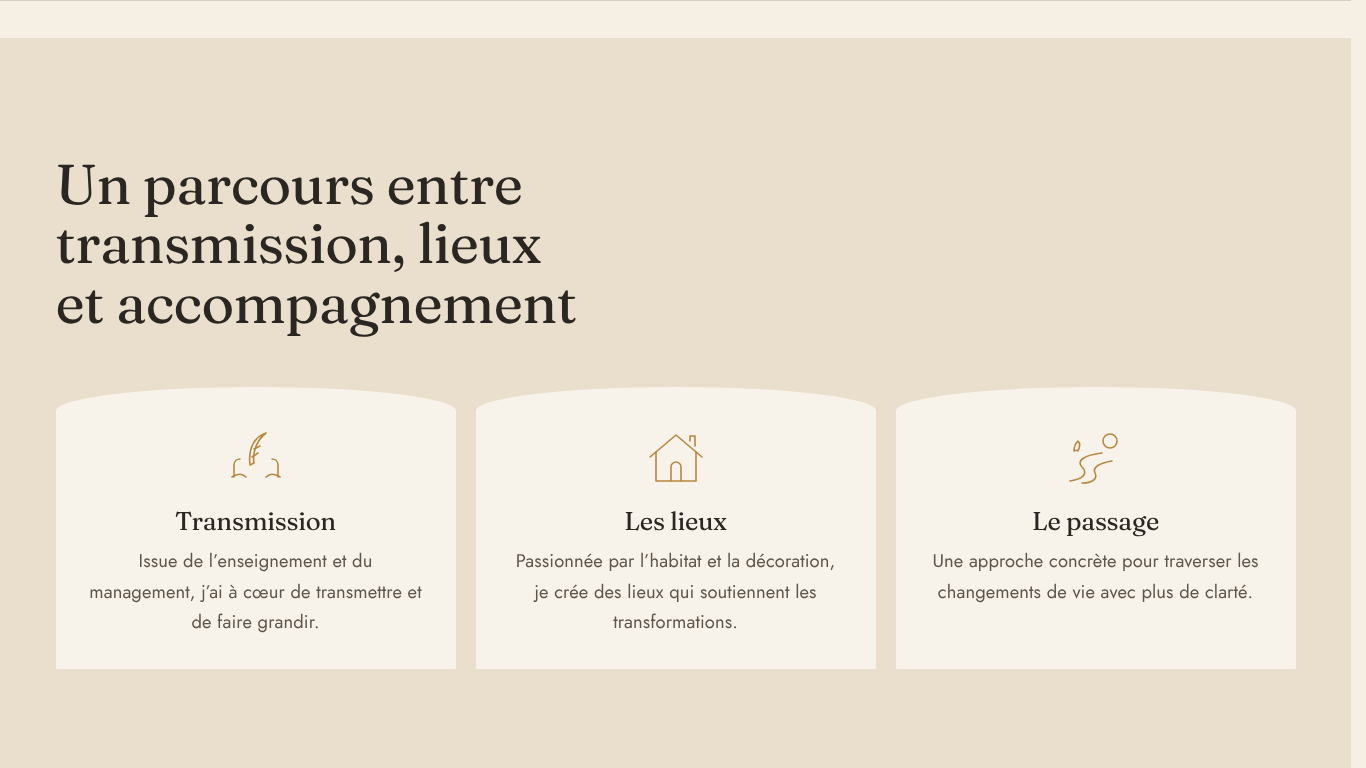 Un parcours entre
transmission, lieux
et accompagnement
Transmission
Issue de l’enseignement et du
management, j’ai à cœur de transmettre et
de faire grandir.
Les lieux
Passionnée par l’habitat et la décoration,
je crée des lieux qui soutiennent les
transformations.
Le passage
Une approche concrète pour traverser les
changements de vie avec plus de clarté.